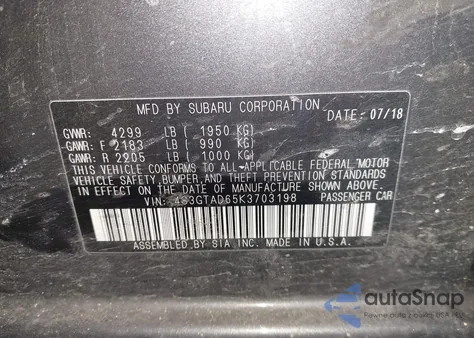 MFD BY SUBARU CORPORATION DATE: 07/18
GVWR: 4299 LB ( 1950 KG)
GAWR: F 2183 LB ( 990 KG)
GAWR: R 2205 LB ( 1000 KG)
THIS VEHICLE CONFORMS TO ALL APPLICABLE FEDERAL MOTOR
VEHICLE SAFETY, BUMPER AND THEFT PREVENTION STANDARDS
IN EFFECT ON THE DATE OF MANUFACTURE SHOWN ABOVE.
VIN: 4S3GTAD65K3703198 PASSENGER CAR
ASSEMBLED BY SIA INC. MADE IN U.S.A.
autoSnap